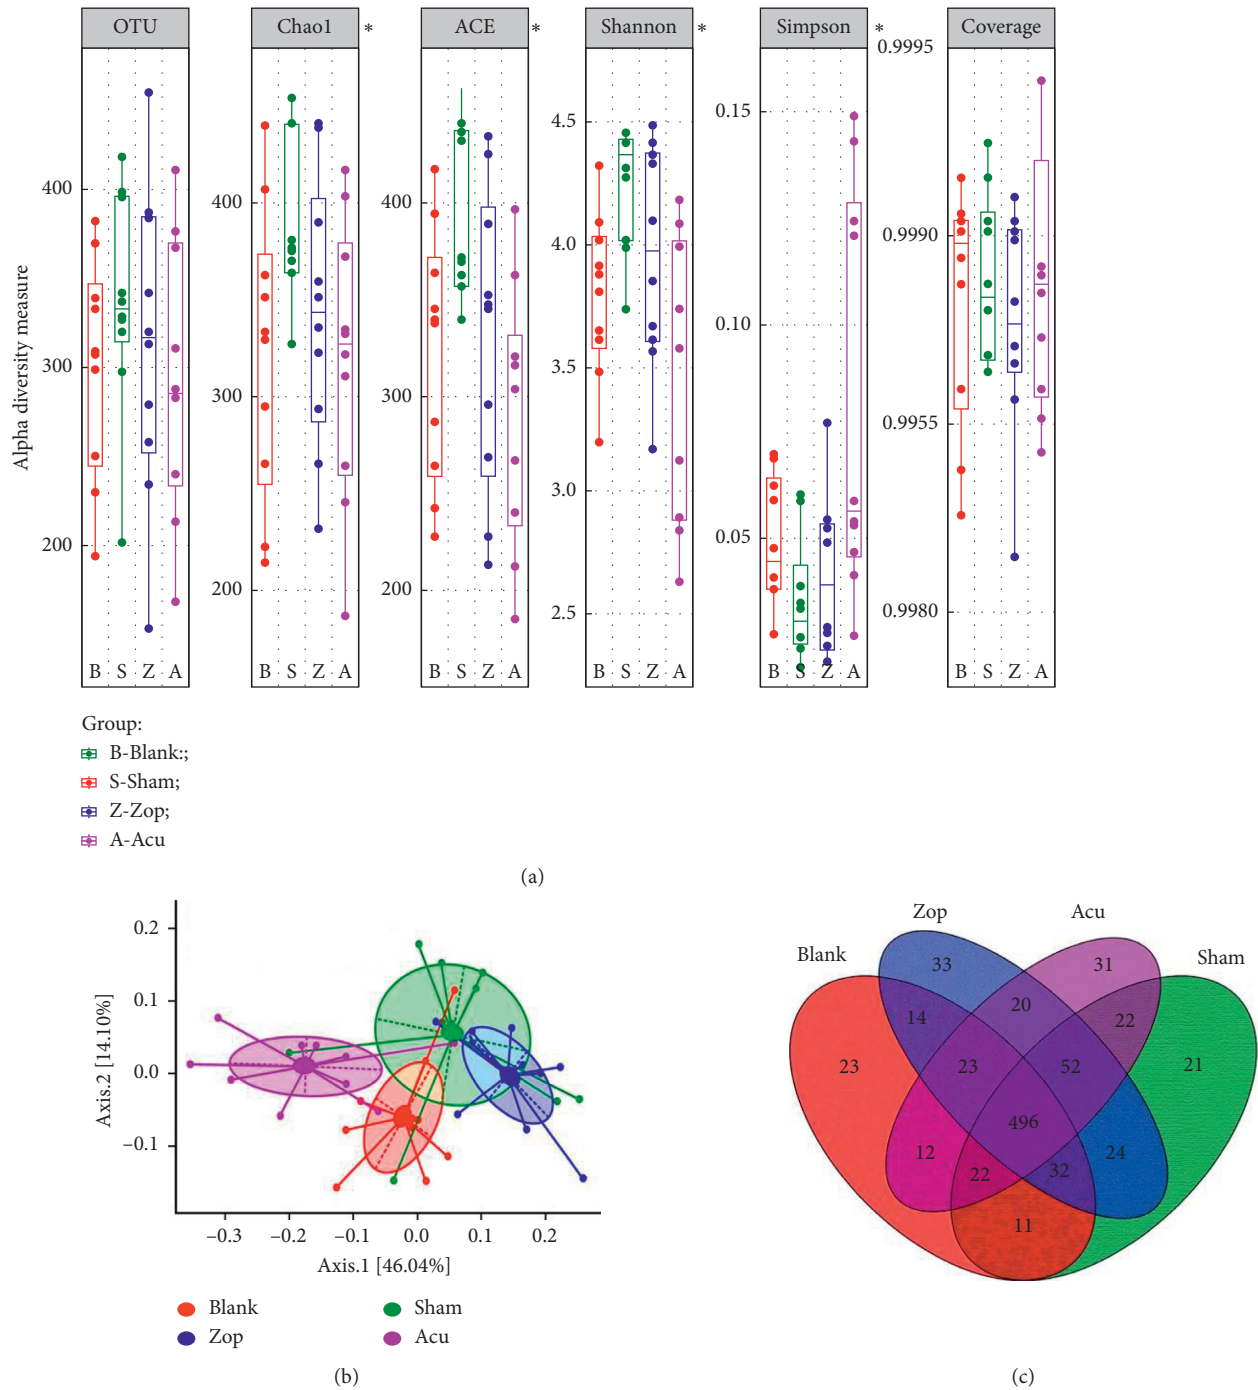 OTU
Chao1 *
ACE *
Shannon *
Simpson *
Coverage
Alpha diversity measure
400
300
200
B S Z A
400
300
200
B S Z A
400
300
200
B S Z A
4.5
4.0
3.5
3.0
2.5
B S Z A
0.15
0.10
0.05
B S Z A
0.9995
0.9990
0.9955
0.9980
B S Z A
Group:
B-Blank:;
S-Sham;
Z-Zop;
A-Acu
(a)
Axis.2 [14.10%]
0.2
0.1
0.0
−0.1
−0.3 −0.2 −0.1 0.0 0.1 0.2
Axis.1 [46.04%]
Blank
Sham
Zop
Acu
(b)
Zop
Acu
Blank
Sham
33
31
20
14
22
23
23
52
21
496
12
22
32
24
11
(c)